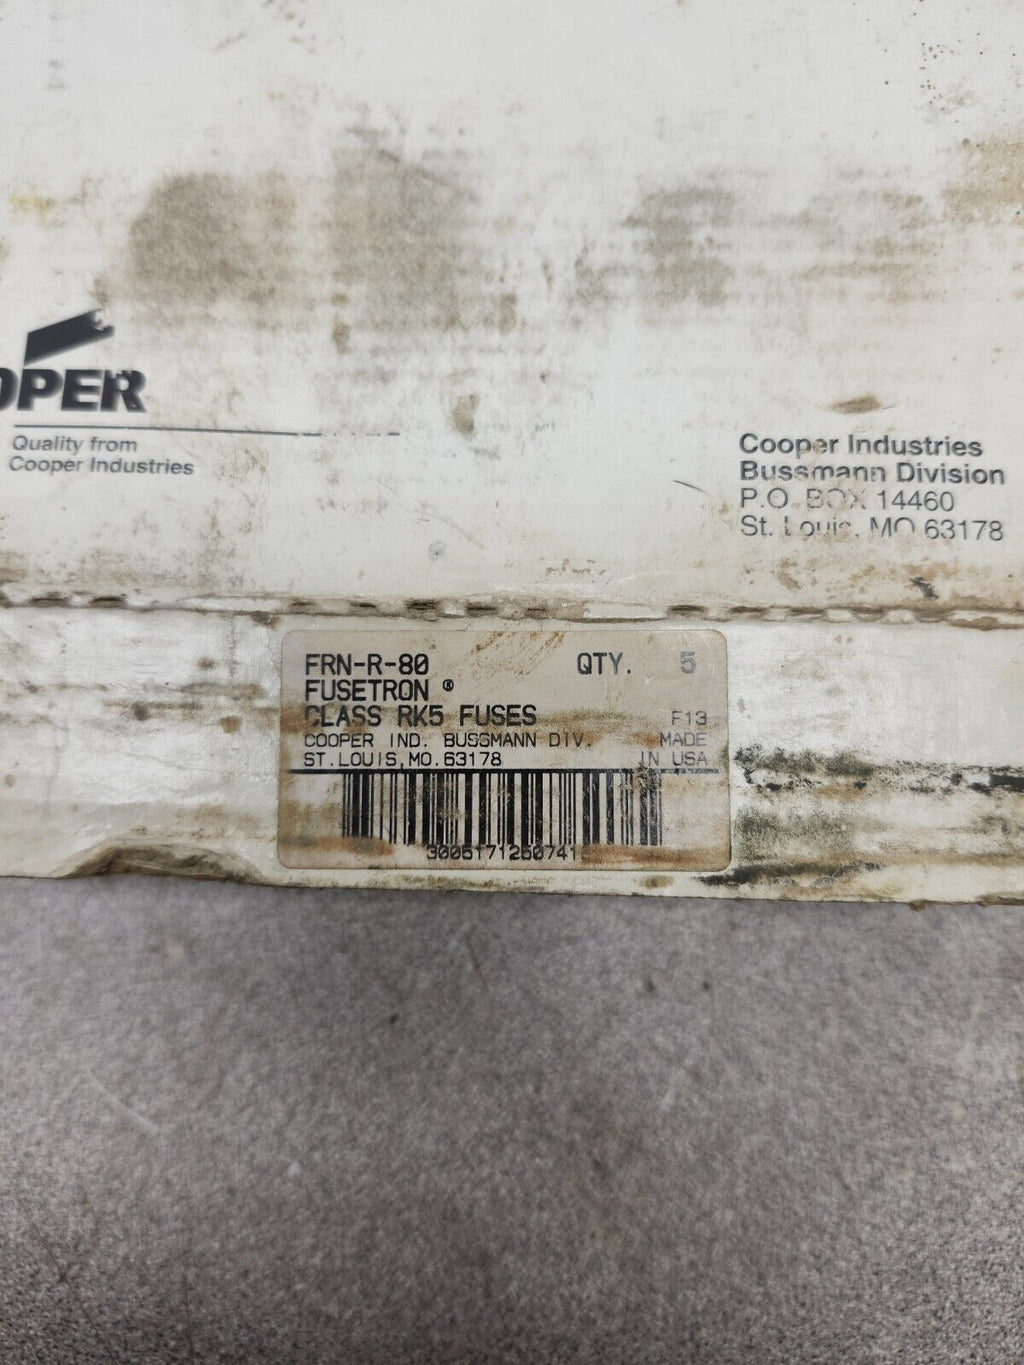 OPER
Quality from
Cooper Industries
Cooper Industries
Bussmann Division
P.O. BOX 14460
St. Louis, MO 63178
FRN-R-80 QTY. 5
FUSETRON ®
CLASS RK5 FUSES F13
COOPER IND. BUSSMANN DIV. MADE
ST.LOUIS,MO.63178 IN USA
3005171260741